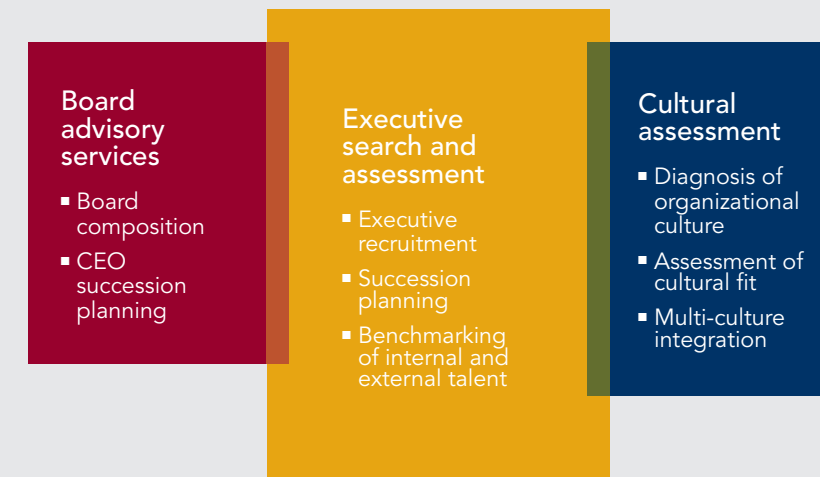 Board
advisory
services
▪ Board
composition
▪ CEO
succession
planning
Executive
search and
assessment
▪ Executive
recruitment
▪ Succession
planning
▪ Benchmarking
of internal and
external talent
Cultural
assessment
▪ Diagnosis of
organizational
culture
▪ Assessment of
cultural fit
▪ Multi-culture
integration